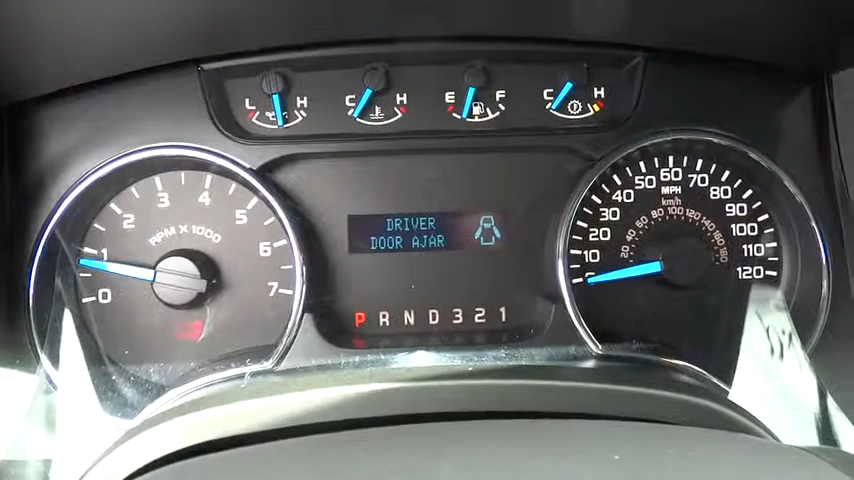 L H C H E F C H
0 1 2 3 4 5 6 7
RPM X 1000
DRIVER
DOOR AJAR
P R N D 3 2 1
10 20 30 40 50 60 70 80 90 100 110 120
MPH
km/h
20 40 60 80 100 120 140 160 180